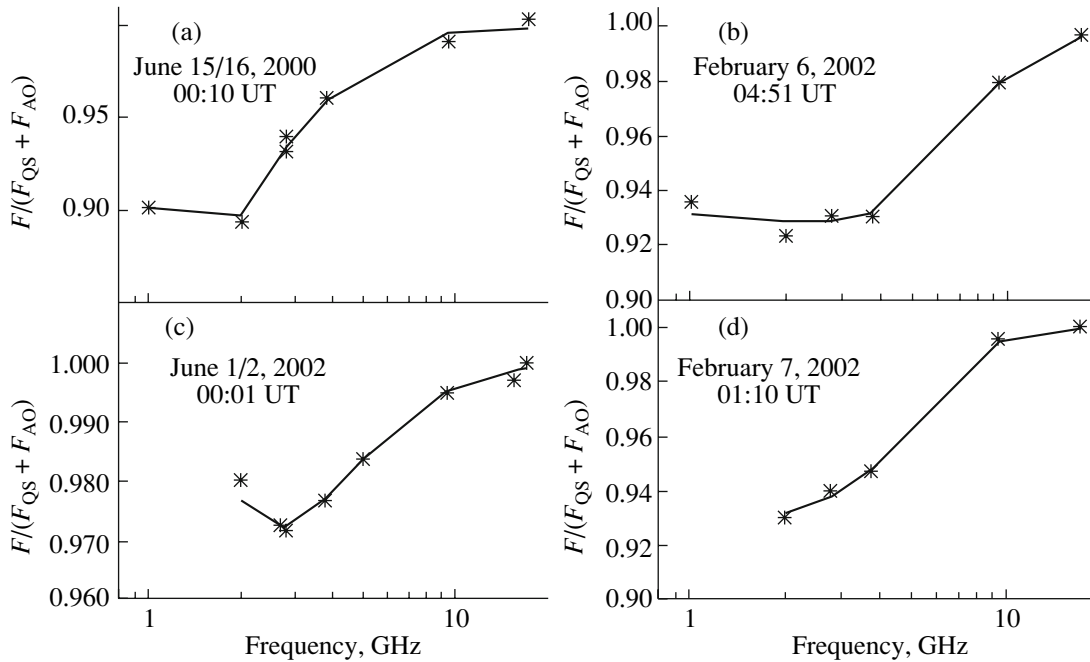 (a)
June 15/16, 2000
00:10 UT
0.95
0.90
F/(F_QS + F_AO)
(b)
February 6, 2002
04:51 UT
1.00
0.98
0.96
0.94
0.92
0.90
F/(F_QS + F_AO)
(c)
June 1/2, 2002
00:01 UT
1.000
0.990
0.980
0.970
0.960
F/(F_QS + F_AO)
1 10
Frequency, GHz
(d)
February 7, 2002
01:10 UT
1.00
0.98
0.96
0.94
0.92
0.90
F/(F_QS + F_AO)
1 10
Frequency, GHz